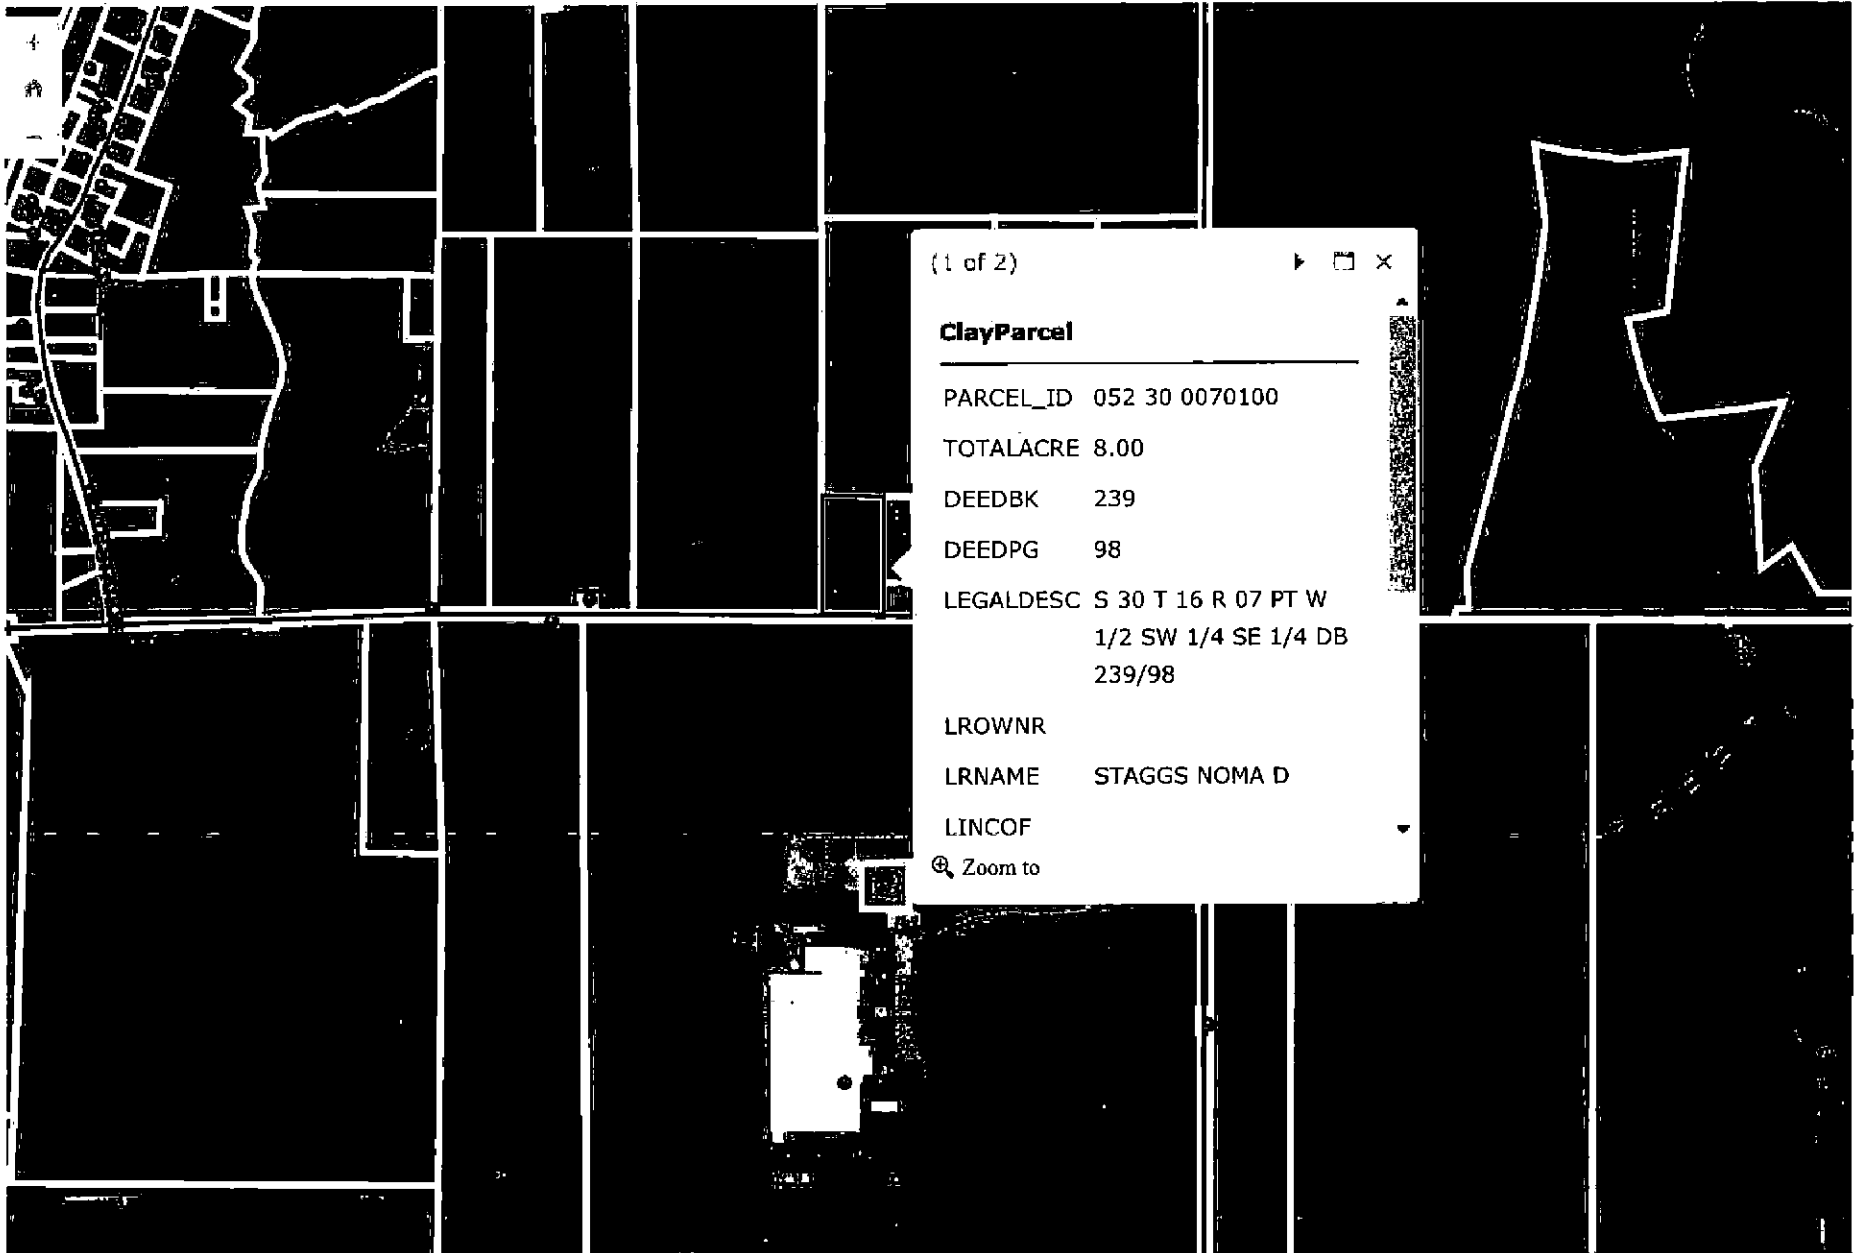 (1 of 2)
ClayParcel
PARCEL_ID 052 30 0070100
TOTALACRE 8.00
DEEDBK 239
DEEDPG 98
LEGALDESC S 30 T 16 R 07 PT W
1/2 SW 1/4 SE 1/4 DB
239/98
LROWNR
LRNAME STAGGS NOMA D
LINCOF
Zoom to